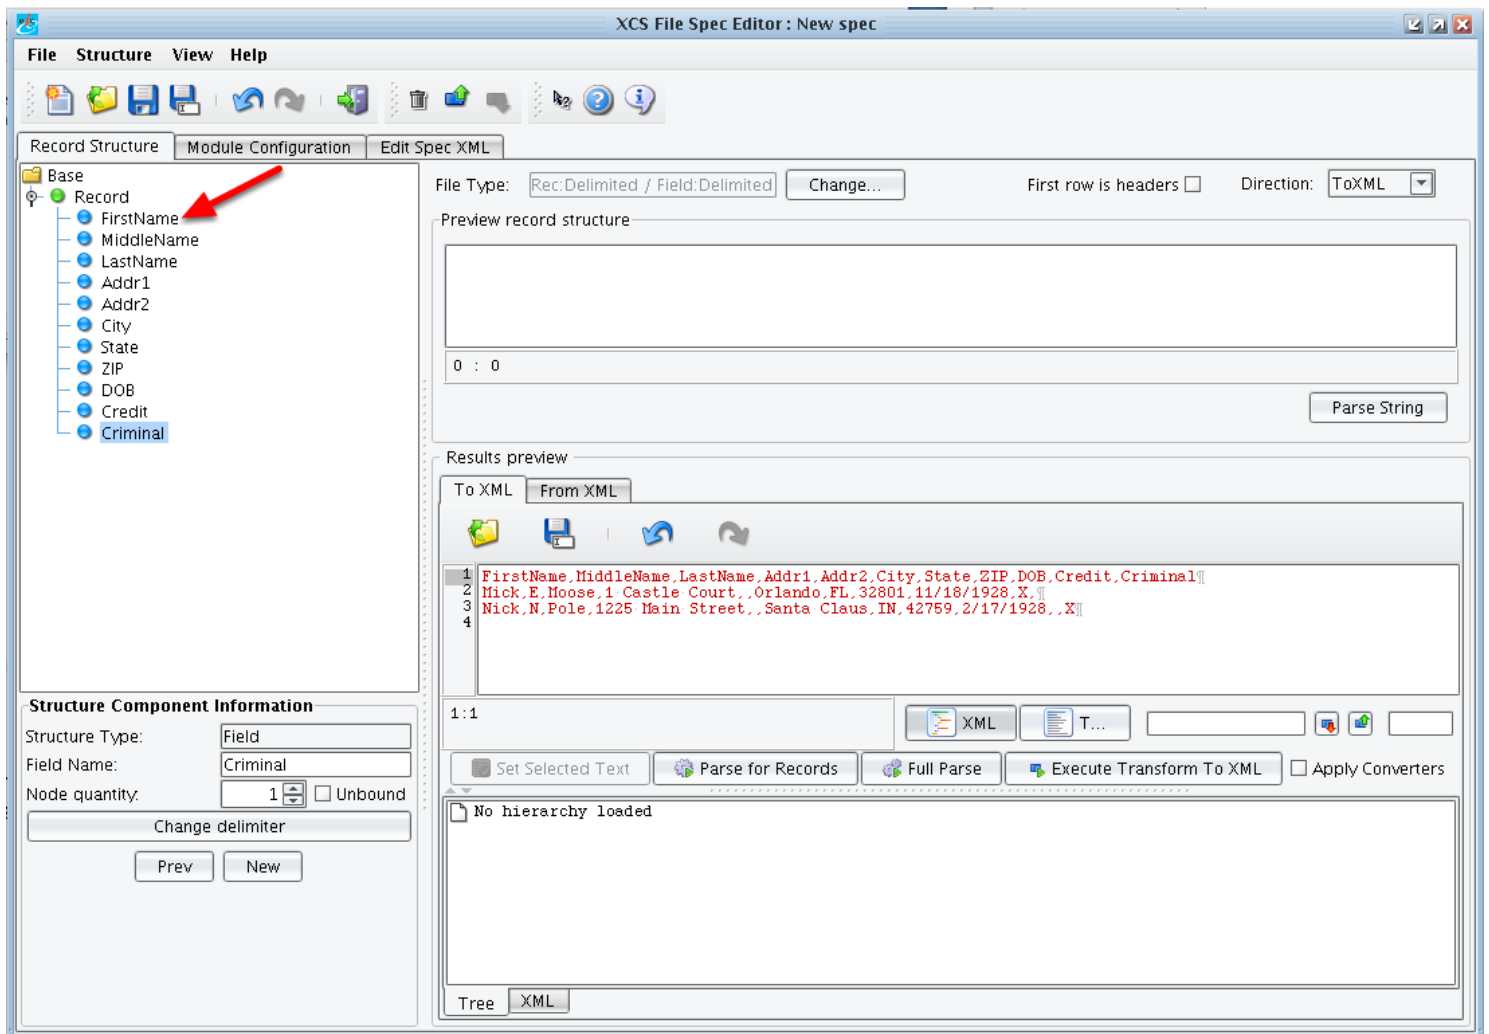 XCS File Spec Editor : New spec
File Structure View Help
Record Structure Module Configuration Edit Spec XML
Base
Record
FirstName
MiddleName
LastName
Addr1
Addr2
City
State
ZIP
DOB
Credit
Criminal
Structure Component Information
Structure Type: Field
Field Name: Criminal
Node quantity: 1 Unbound
Change delimiter
Prev New
File Type: Rec:Delimited / Field:Delimited Change... First row is headers Direction: ToXML
Preview record structure
0 : 0
Parse String
Results preview
To XML From XML
1 FirstName,MiddleName,LastName,Addr1,Addr2,City,State,ZIP,DOB,Credit,Criminal¶
2 Mick,E,Moose,1 Castle Court,,Orlando,FL,32801,11/18/1928,X,¶
3 Nick,N,Pole,1225 Main Street,,Santa Claus,IN,42759,2/17/1928,,X¶
4
1:1 XML T...
Set Selected Text Parse for Records Full Parse Execute Transform To XML Apply Converters
No hierarchy loaded
Tree XML